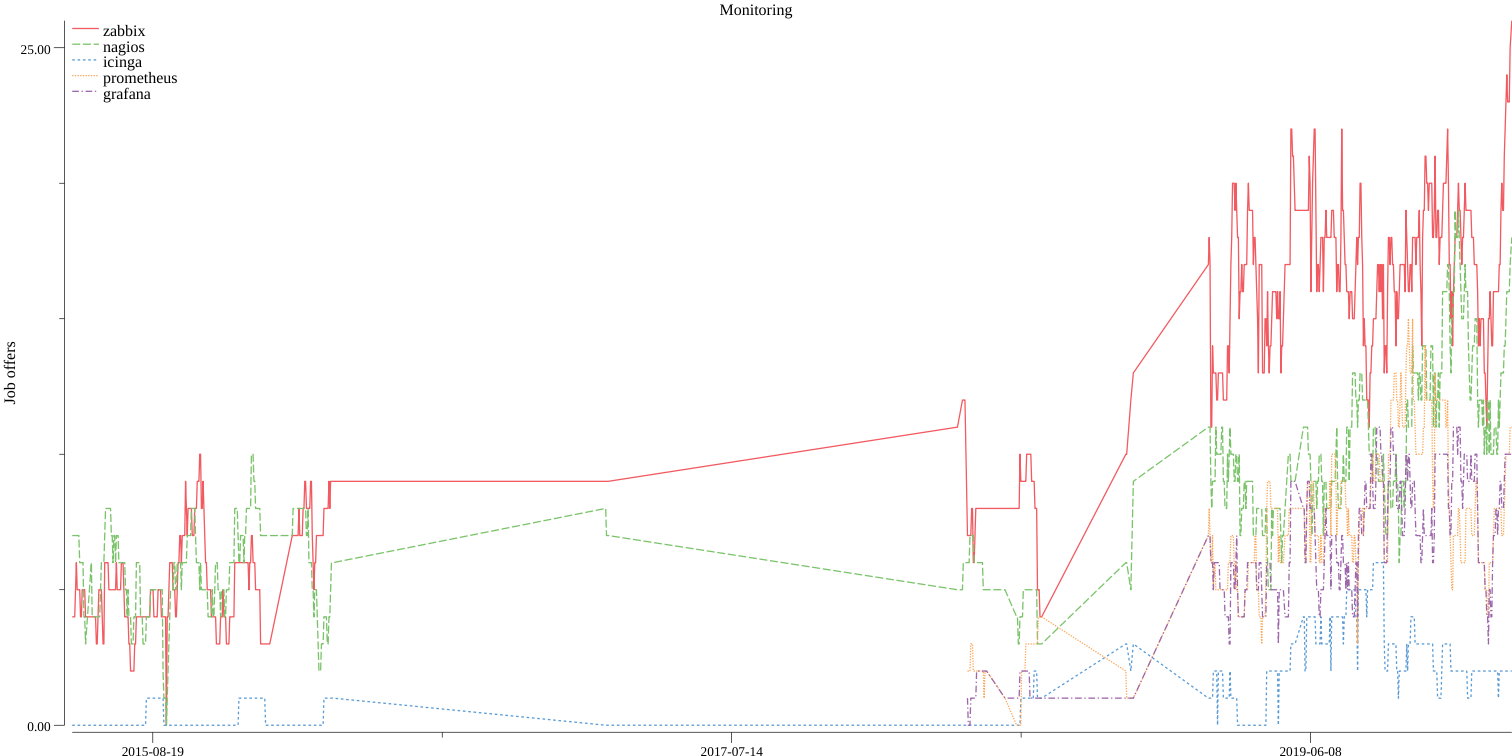 Monitoring
zabbix
nagios
icinga
prometheus
grafana
25.00
Job offers
0.00
2015-08-19
2017-07-14
2019-06-08